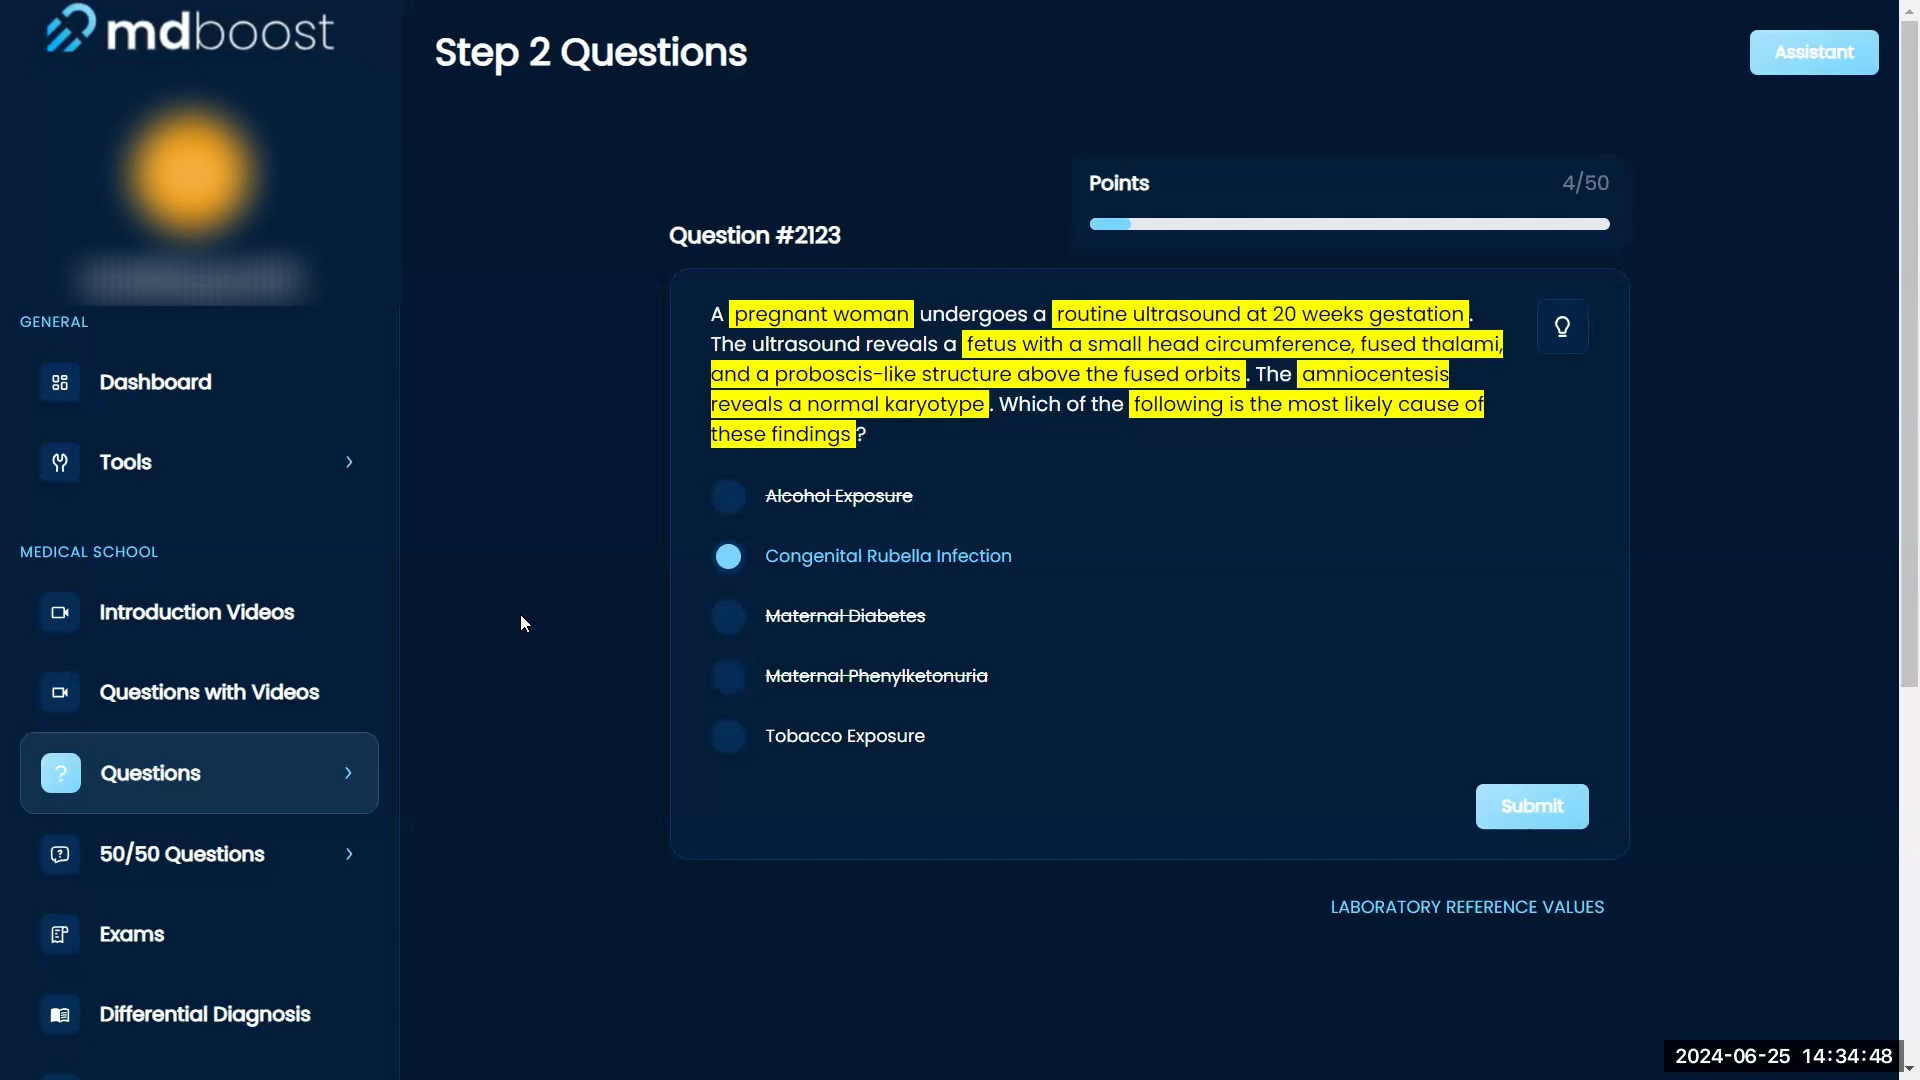 mdboost
Step 2 Questions
Assistant
Points
4/50
Question #2123
GENERAL
Dashboard
Tools
MEDICAL SCHOOL
Introduction Videos
Questions with Videos
Questions
50/50 Questions
Exams
Differential Diagnosis
A pregnant woman undergoes a routine ultrasound at 20 weeks gestation.
The ultrasound reveals a fetus with a small head circumference, fused thalami,
and a proboscis-like structure above the fused orbits. The amniocentesis
reveals a normal karyotype. Which of the following is the most likely cause of
these findings?
Alcohol Exposure
Congenital Rubella Infection
Maternal Diabetes
Maternal Phenylketonuria
Tobacco Exposure
Submit
LABORATORY REFERENCE VALUES
2024-06-25 14:34:48